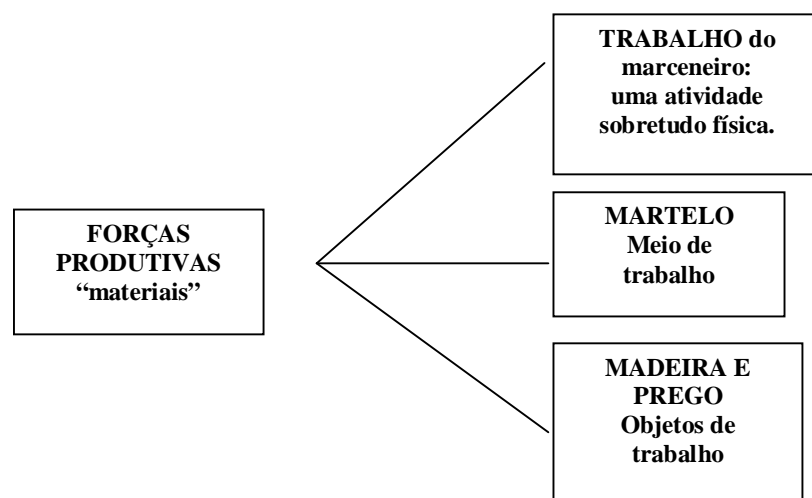 FORÇAS
PRODUTIVAS
“materiais”
TRABALHO do
marceneiro:
uma atividade
sobretudo física.
MARTELO
Meio de
trabalho
MADEIRA E
PREGO
Objetos de
trabalho